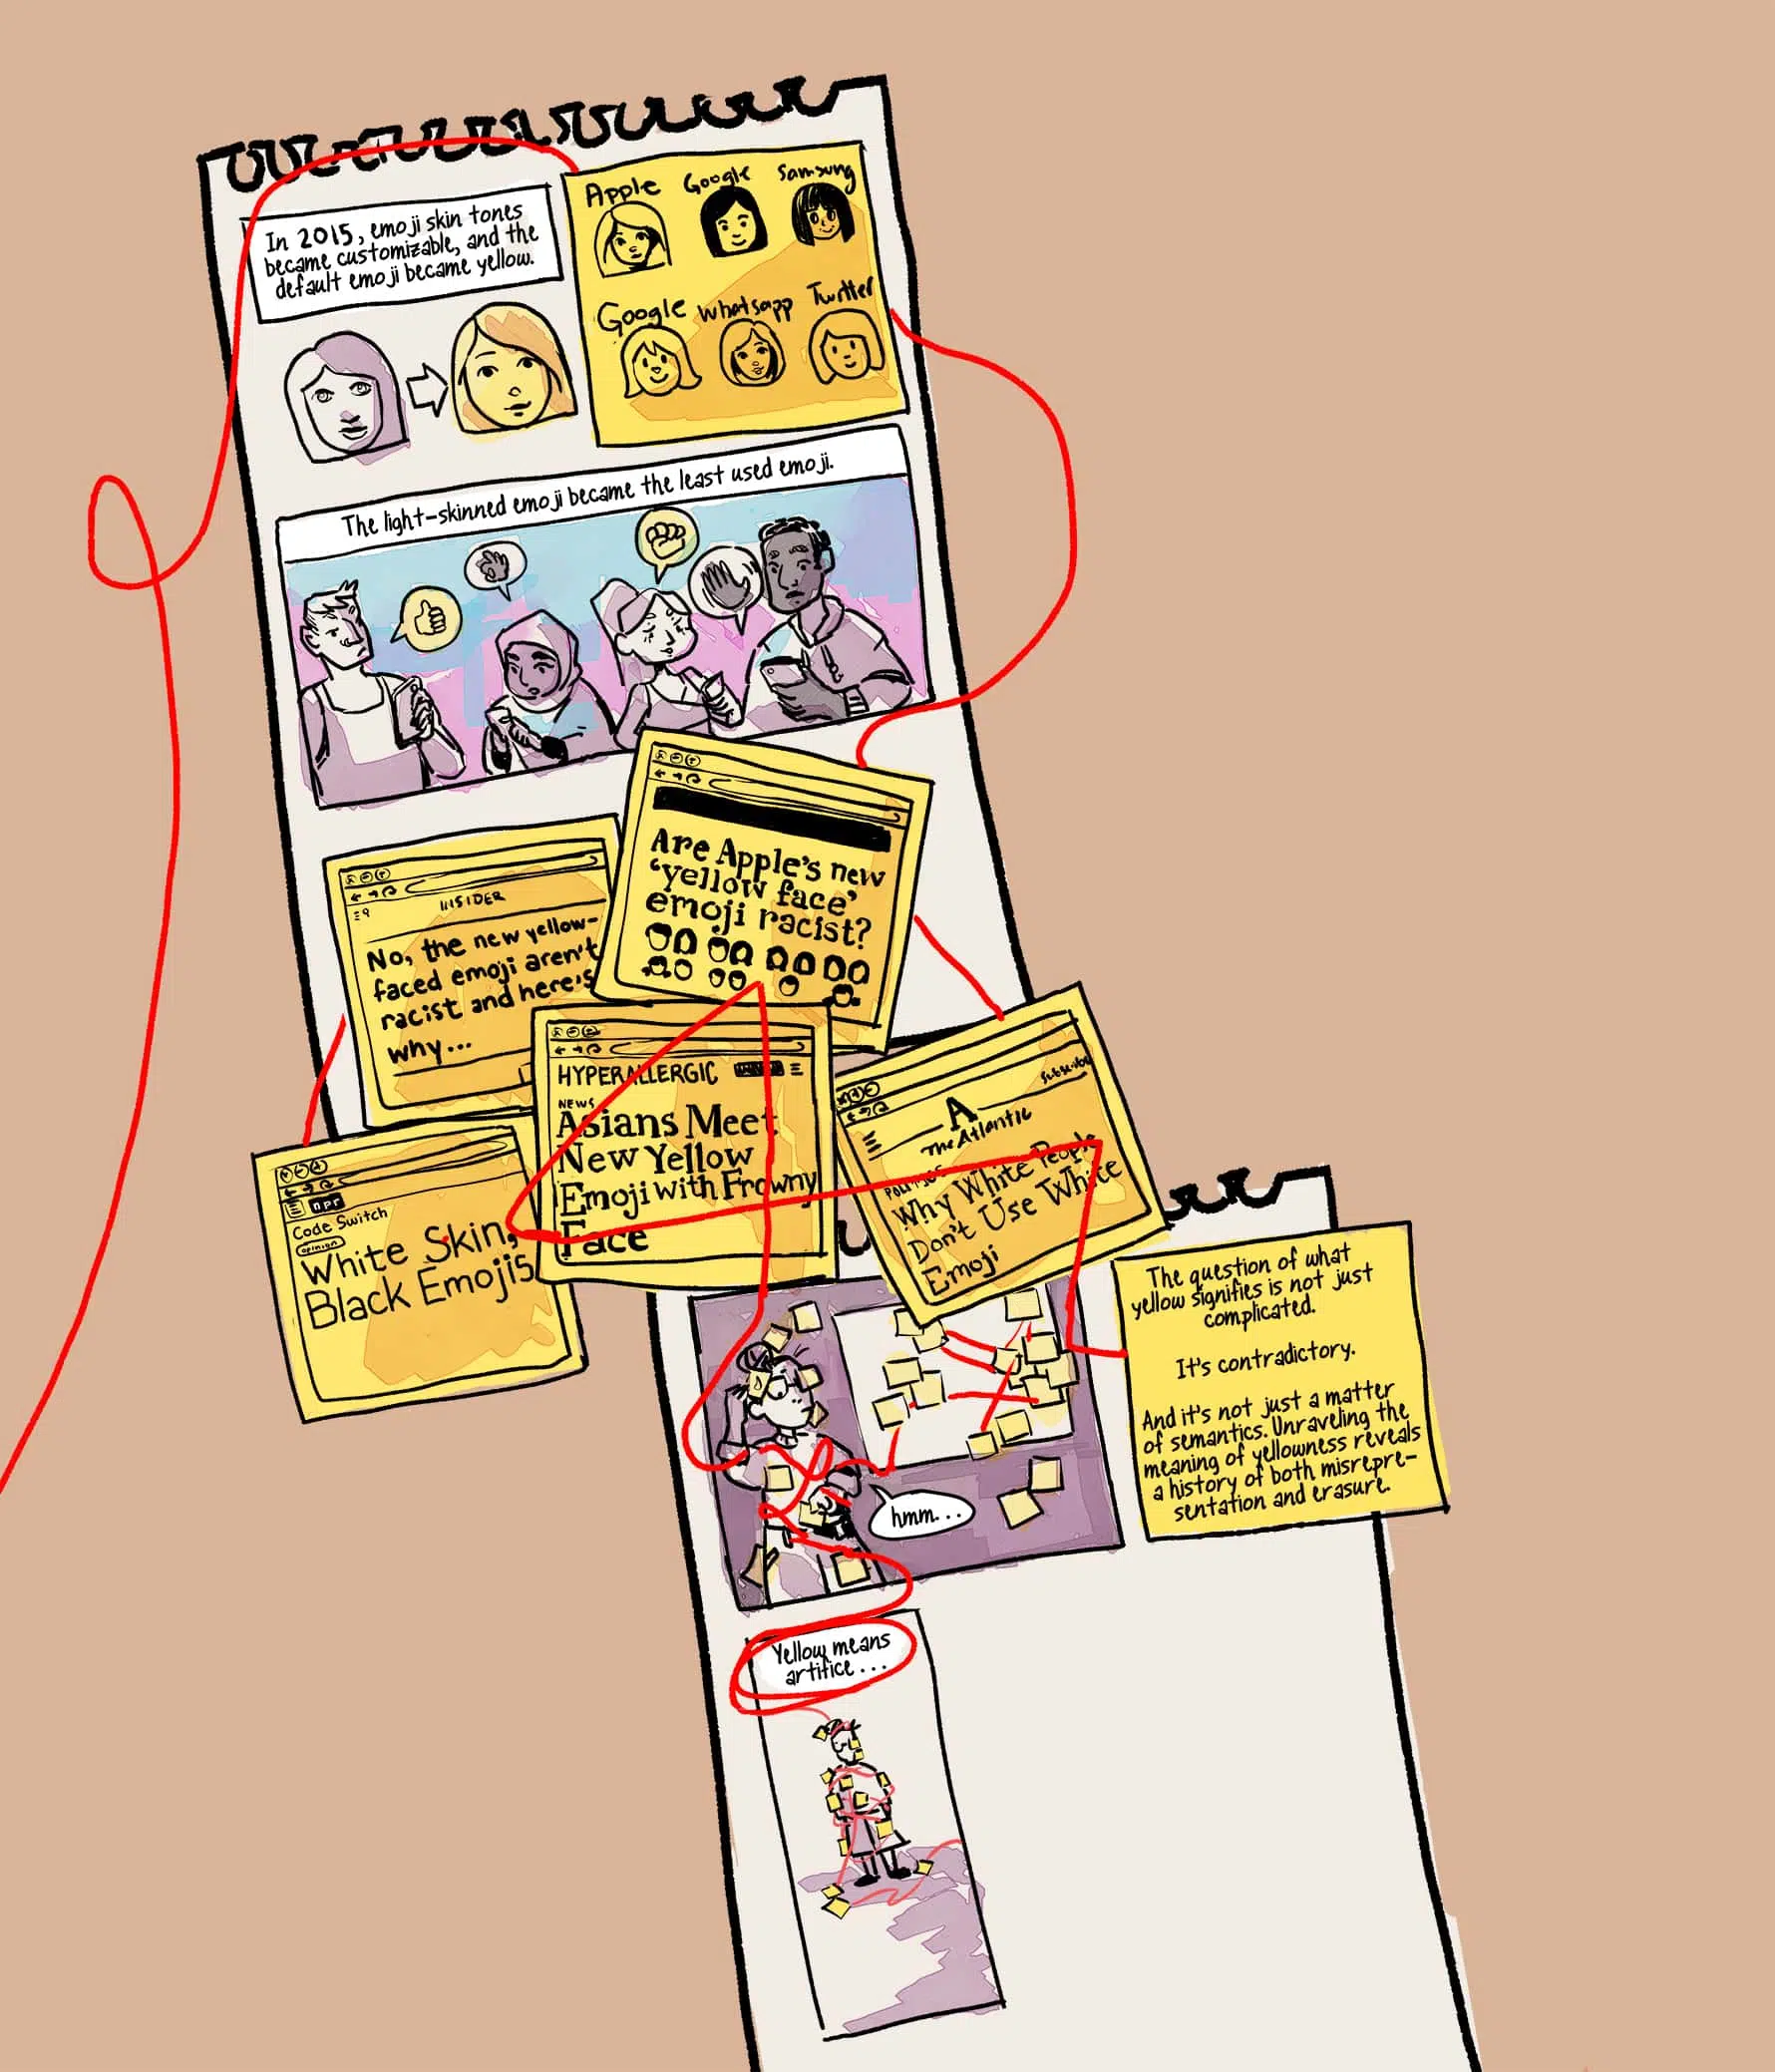 In 2015, emoji skin tones
became customizable, and the
default emoji became yellow.
Apple
Google
Samsung
Google
Whatsapp
Twitter
The light-skinned emoji became the least used emoji.
Are Apple's new
'yellow face'
emoji racist?
INSIDER
No, the new yellow-
faced emoji aren't
racist and here's
why...
HYPERALLERGIC
NEWS
Asians Meet
New Yellow
Emoji with Frowny
Face
Subscribe
A
The Atlantic
POLITICS
Why White People
Don't Use White
Emoji
npr
Code Switch
opinion
White Skin,
Black Emojis
The question of what
yellow signifies is not just
complicated.
It's contradictory.
And it's not just a matter
of semantics. Unraveling the
meaning of yellowness reveals
a history of both misrepre-
sentation and erasure.
hmm...
Yellow means
artifice...